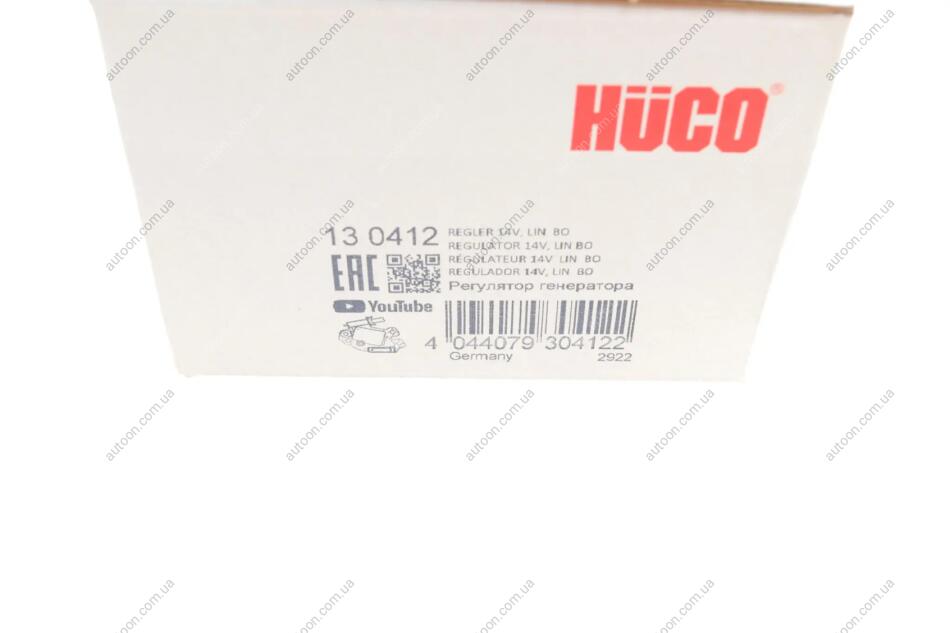 HÜCO®
13 0412
REGLER 14V, LIN BO
REGULATOR 14V, LIN BO
RÉGULATEUR 14V LIN BO
REGULADOR 14V, LIN BO
Регулятор генератора
EAC
YouTube
4 044079 304122
Germany 2922
autoon.com.ua